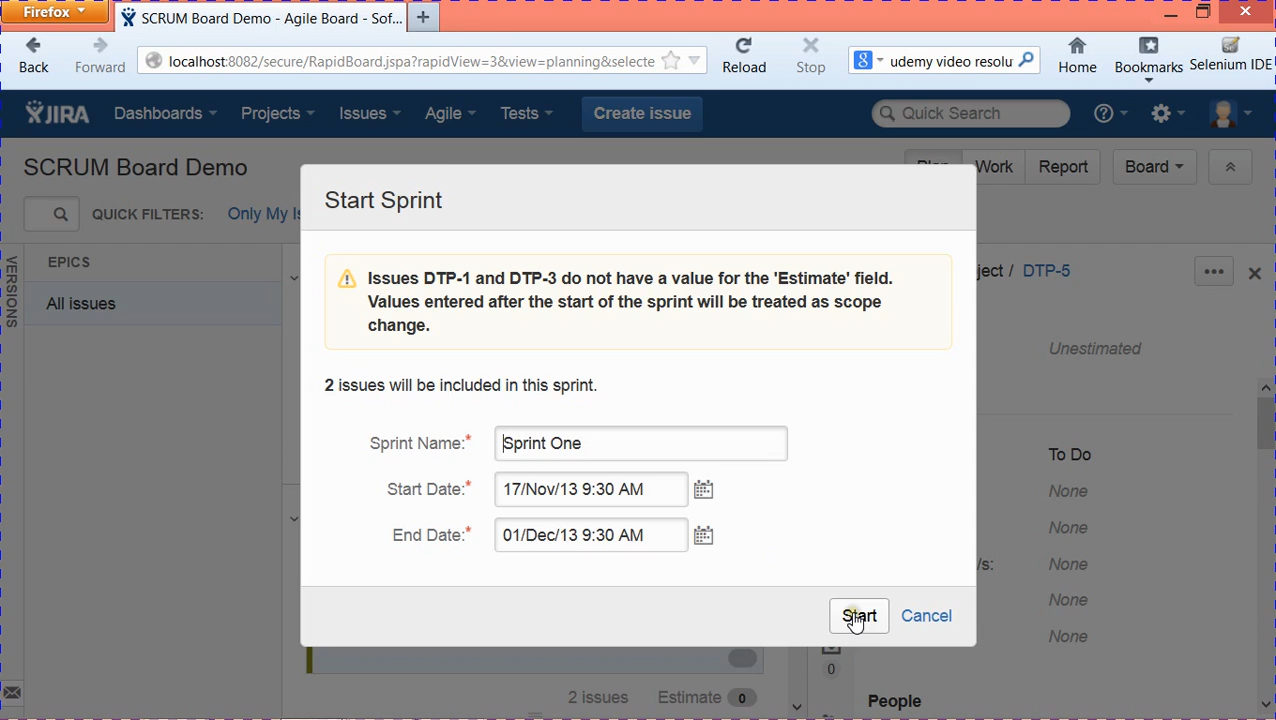 Firefox
SCRUM Board Demo - Agile Board - Sof...
Back
Forward
localhost:8082/secure/RapidBoard.jspa?rapidView=3&view=planning&selecte
Reload
Stop
udemy video resolu
Home
Bookmarks
Selenium IDE
JIRA
Dashboards
Projects
Issues
Agile
Tests
Create issue
Quick Search
SCRUM Board Demo
Work
Report
Board
QUICK FILTERS:
Only My Is
VERSIONS
EPICS
All issues
Start Sprint
Issues DTP-1 and DTP-3 do not have a value for the 'Estimate' field.
Values entered after the start of the sprint will be treated as scope
change.
2 issues will be included in this sprint.
Sprint Name:*
Sprint One
Start Date:*
17/Nov/13 9:30 AM
End Date:*
01/Dec/13 9:30 AM
Start
Cancel
ject / DTP-5
Unestimated
To Do
None
None
/s:
None
None
None
0
People
2 issues
Estimate
0